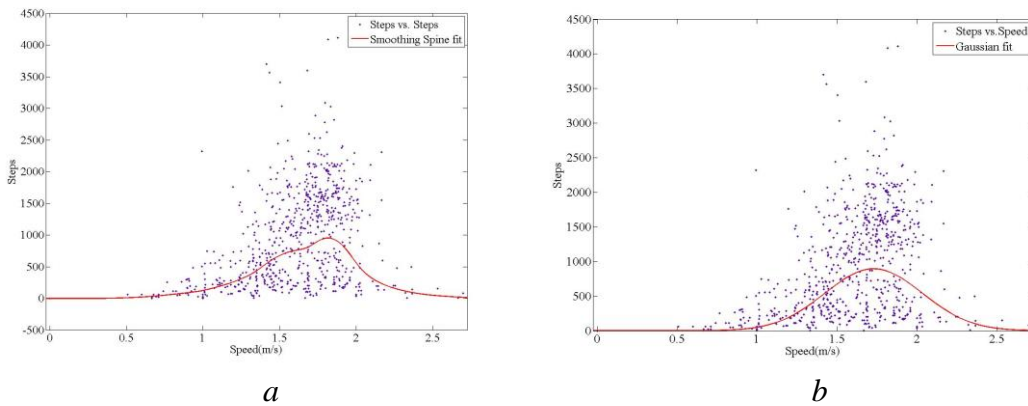 4500
4000
3500
3000
2500
2000
1500
1000
500
0
-500
Steps
Steps vs. Steps
Smoothing Spine fit
0 0.5 1 1.5 2 2.5
Speed(m/s)
a
4500
4000
3500
3000
2500
2000
1500
1000
500
0
Steps
Steps vs.Speed
Gaussian fit
0 0.5 1 1.5 2 2.5
Speed(m/s)
b